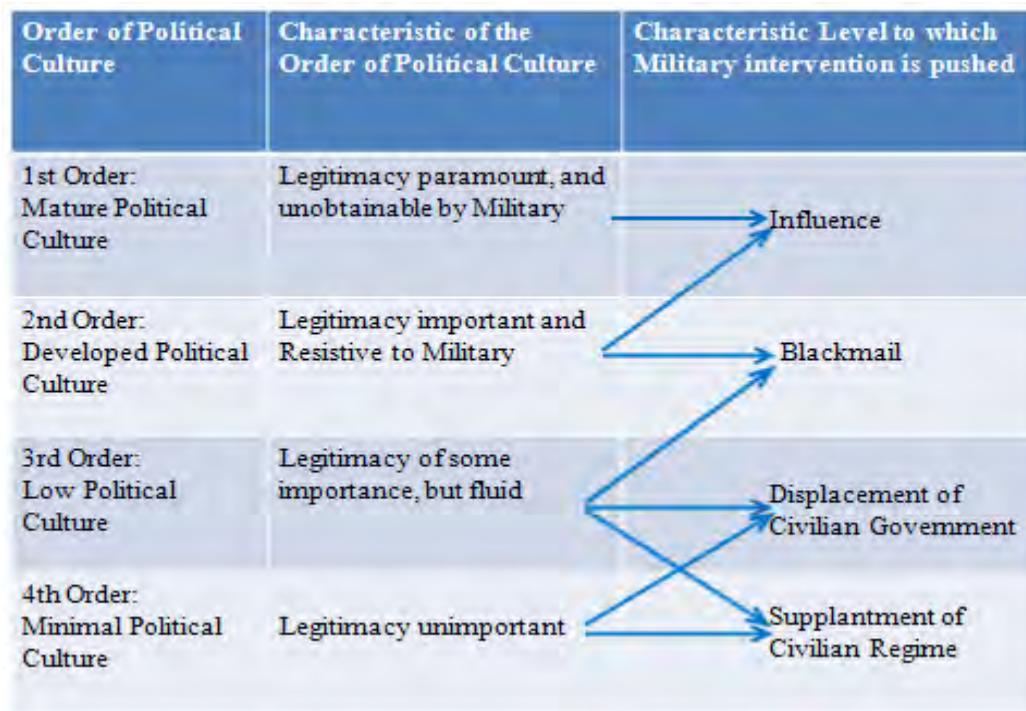 Order of Political
Culture
Characteristic of the
Order of Political Culture
Characteristic Level to which
Military intervention is pushed
1st Order:
Mature Political
Culture
Legitimacy paramount, and
unobtainable by Military
Influence
2nd Order:
Developed Political
Culture
Legitimacy important and
Resistive to Military
Blackmail
3rd Order:
Low Political
Culture
Legitimacy of some
importance, but fluid
Displacement of
Civilian Government
4th Order:
Minimal Political
Culture
Legitimacy unimportant
Supplantment of
Civilian Regime